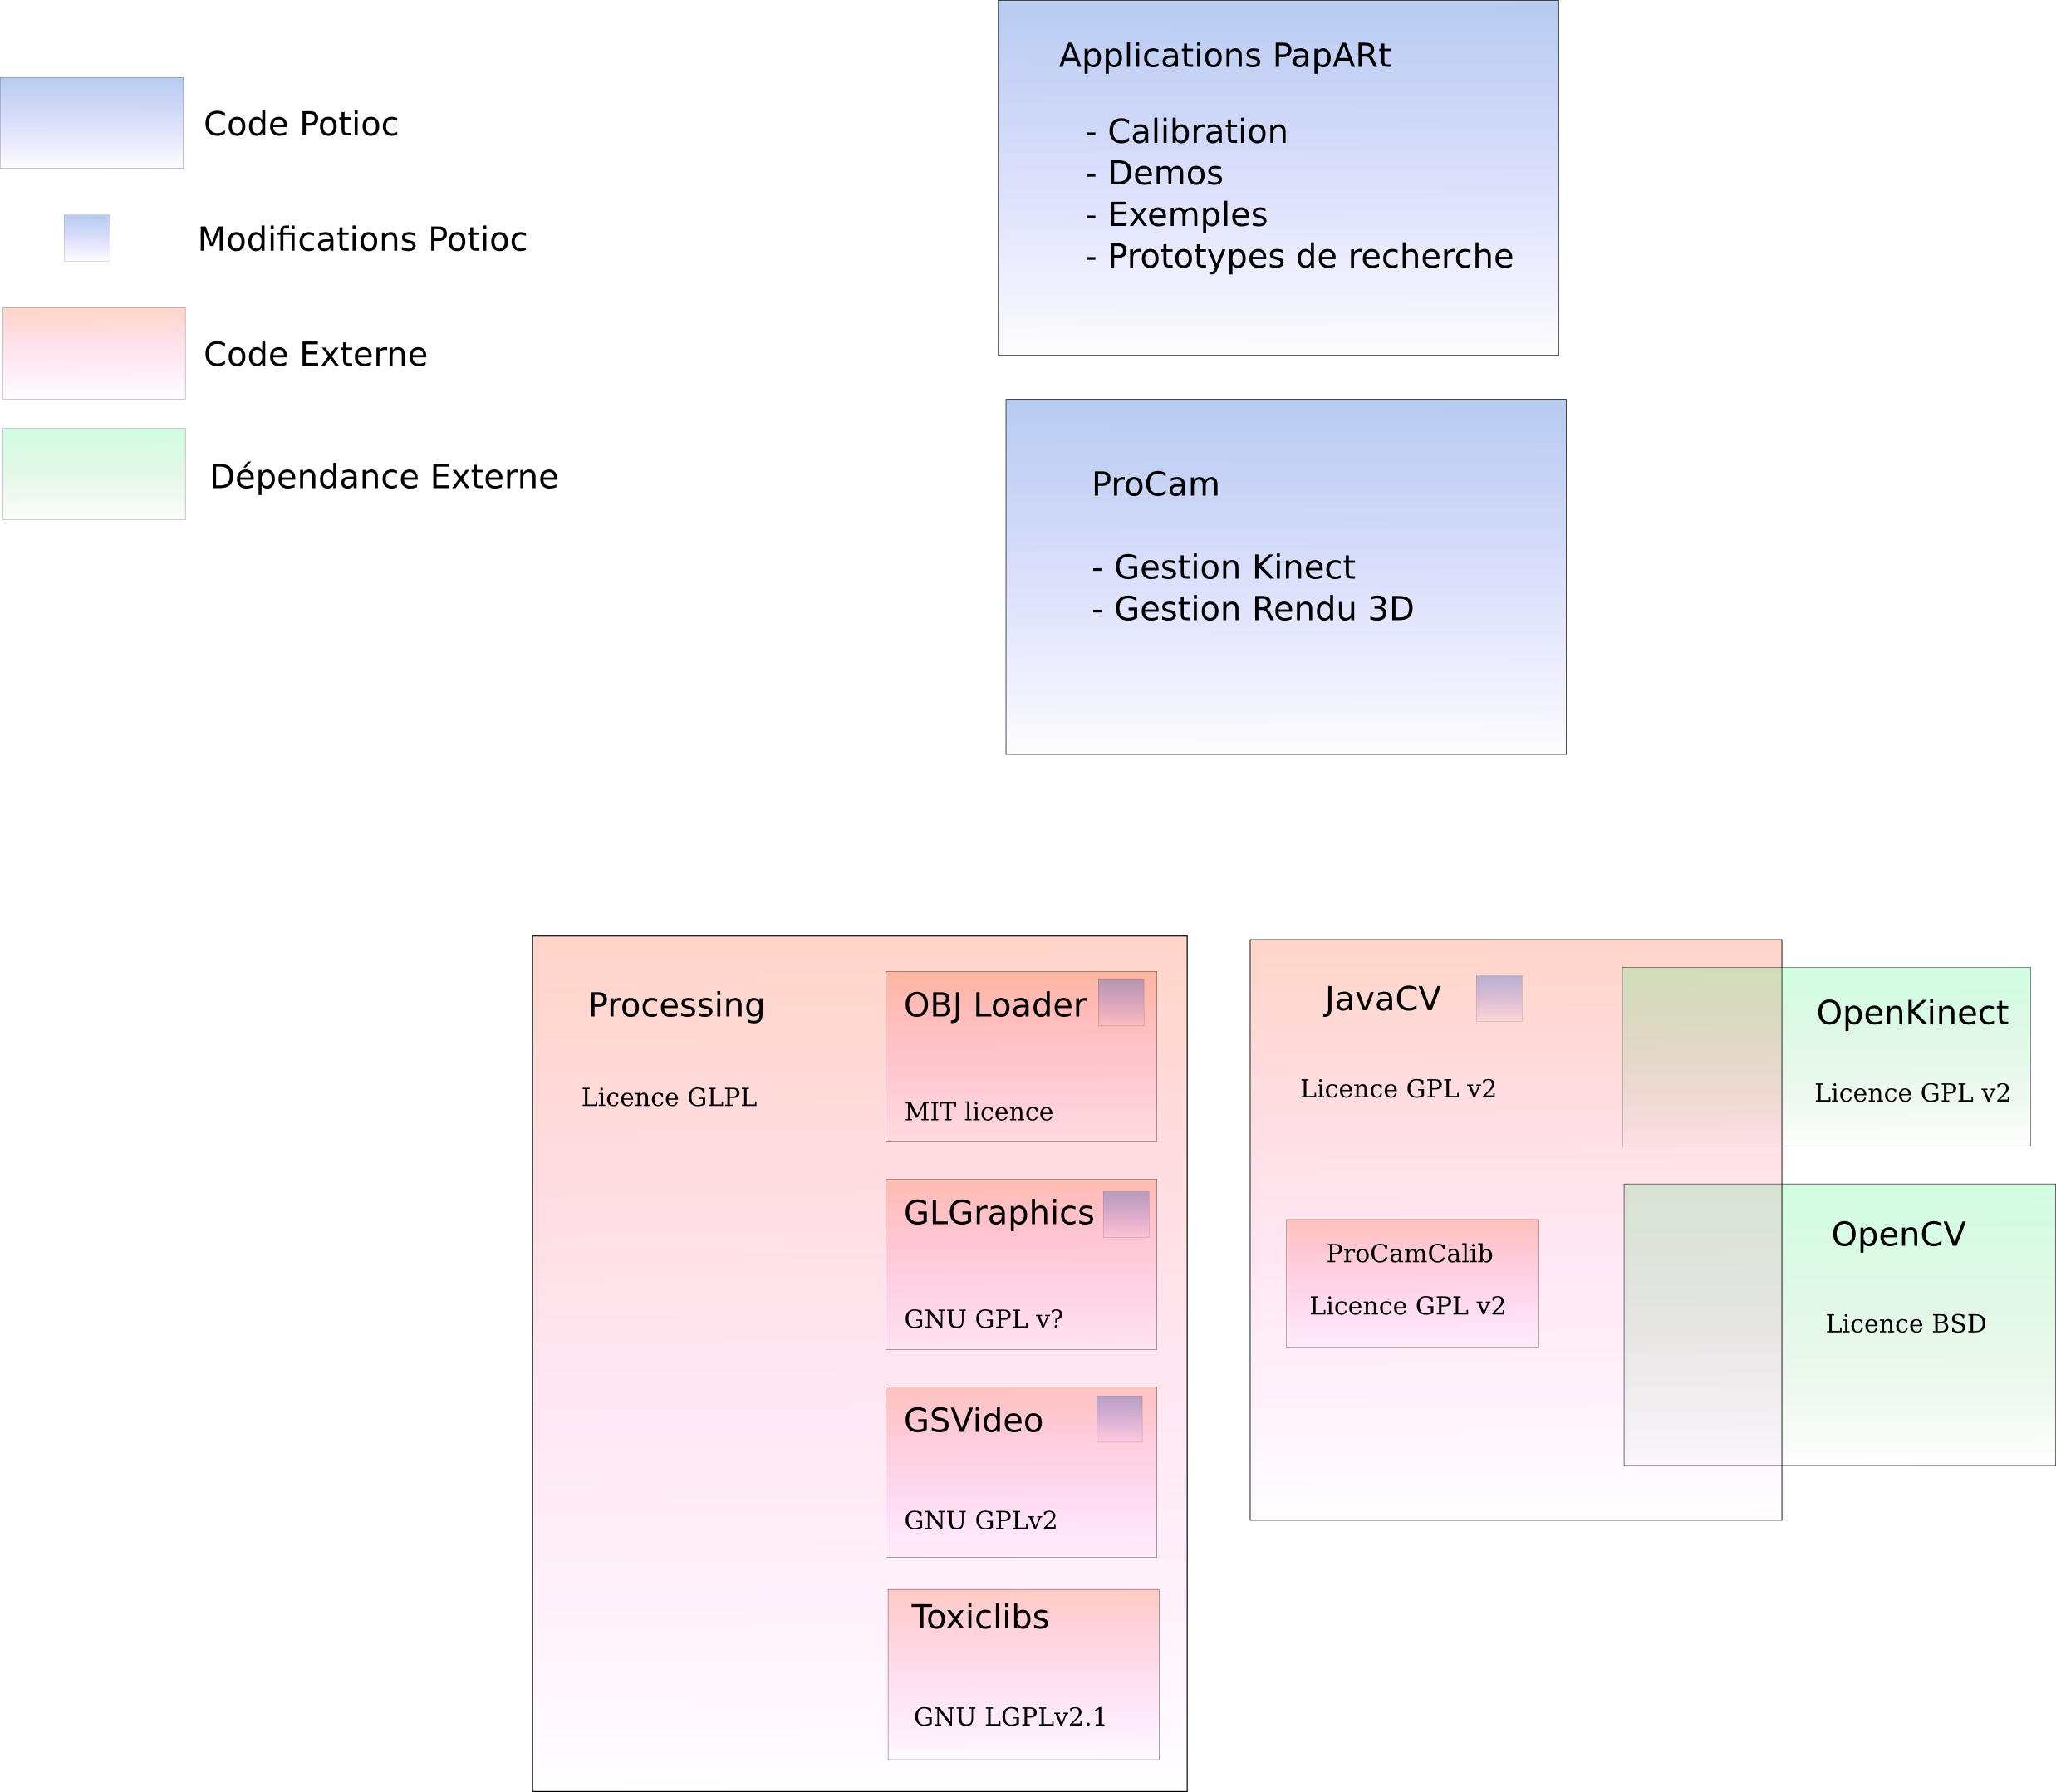 Code Potioc
Modifications Potioc
Code Externe
Dépendance Externe
Applications PapARt
- Calibration
- Demos
- Exemples
- Prototypes de recherche
ProCam
- Gestion Kinect
- Gestion Rendu 3D
Processing
Licence GLPL
OBJ Loader
MIT licence
GLGraphics
GNU GPL v?
GSVideo
GNU GPLv2
Toxiclibs
GNU LGPLv2.1
JavaCV
Licence GPL v2
ProCamCalib
Licence GPL v2
OpenKinect
Licence GPL v2
OpenCV
Licence BSD